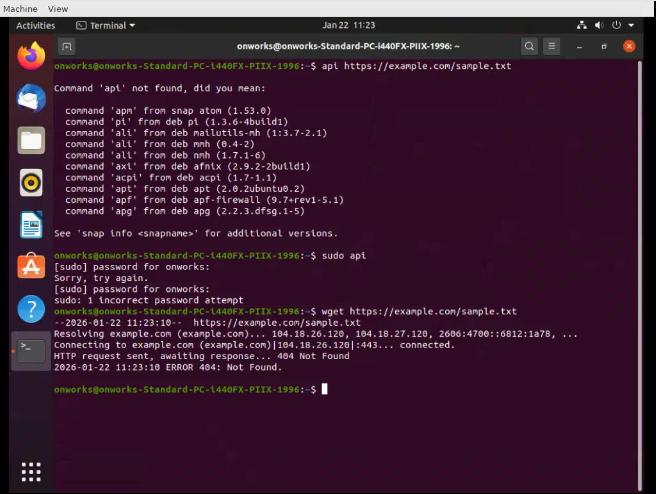 Machine View
Activities Terminal Jan 22 11:23
onworks@onworks-Standard-PC-i440FX-PIIX-1996: ~
onworks@onworks-Standard-PC-i440FX-PIIX-1996:~$ api https://example.com/sample.txt
Command 'api' not found, did you mean:
command 'apm' from snap atom (1.53.0)
command 'pi' from deb pi (1.3.6-4build1)
command 'ali' from deb mailutils-mh (1:3.7-2.1)
command 'ali' from deb mmh (0.4-2)
command 'ali' from deb nmh (1.7.1-6)
command 'axi' from deb afnix (2.9.2-2build1)
command 'acpi' from deb acpi (1.7-1.1)
command 'apt' from deb apt (2.0.2ubuntu0.2)
command 'apf' from deb apf-firewall (9.7+rev1-5.1)
command 'apg' from deb apg (2.2.3.dfsg.1-5)
See 'snap info <snapname>' for additional versions.
onworks@onworks-Standard-PC-i440FX-PIIX-1996:~$ sudo api
[sudo] password for onworks:
Sorry, try again.
[sudo] password for onworks:
sudo: 1 incorrect password attempt
onworks@onworks-Standard-PC-i440FX-PIIX-1996:~$ wget https://example.com/sample.txt
--2026-01-22 11:23:10-- https://example.com/sample.txt
Resolving example.com (example.com)... 104.18.26.120, 104.18.27.120, 2606:4700::6812:1a78, ...
Connecting to example.com (example.com)|104.18.26.120|:443... connected.
HTTP request sent, awaiting response... 404 Not Found
2026-01-22 11:23:10 ERROR 404: Not Found.
onworks@onworks-Standard-PC-i440FX-PIIX-1996:~$